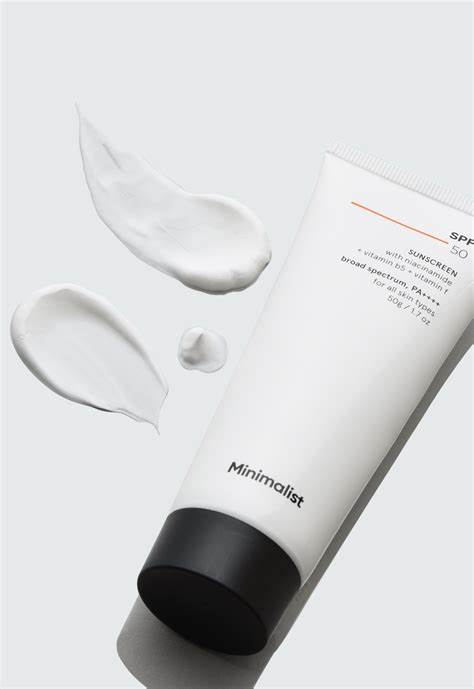 SPF
50
SUNSCREEN
with niacinamide
+ vitamin b5 + vitamin f
broad spectrum, PA++++
for all skin types
50g / 1.7 oz
Minimalist